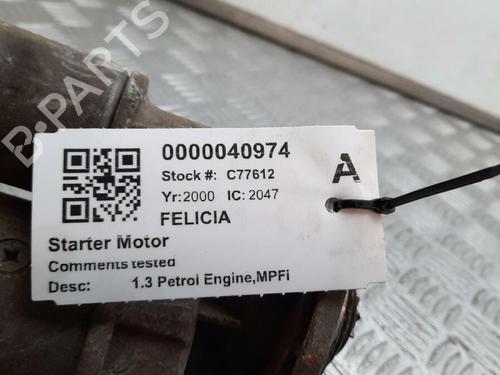 0000040974
Stock #: C77612
A
Yr:2000 IC: 2047
FELICIA
Starter Motor
Comments tested
Desc: 1.3 Petrol Engine,MPFi
B-PARTS